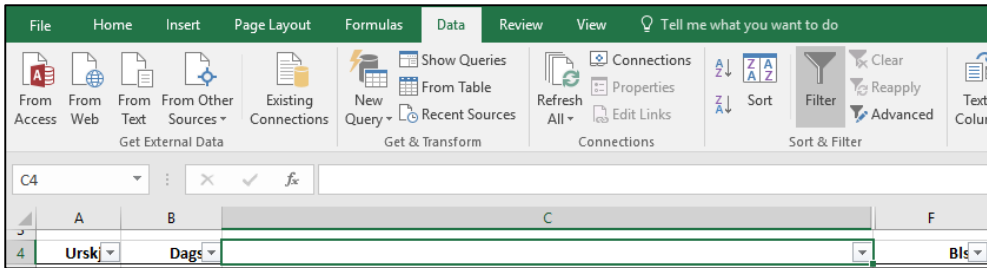 File Home Insert Page Layout Formulas Data Review View Tell me what you want to do
From Access
From Web
From Text
From Other Sources
Existing Connections
Get External Data
New Query
Show Queries
From Table
Recent Sources
Get & Transform
Refresh All
Connections
Properties
Edit Links
Connections
A Z
Z A
Z A A Z
Sort
Filter
Clear
Reapply
Advanced
Sort & Filter
Text
Colu
C4 fx
A B C F
4 Urskj Dags Bls